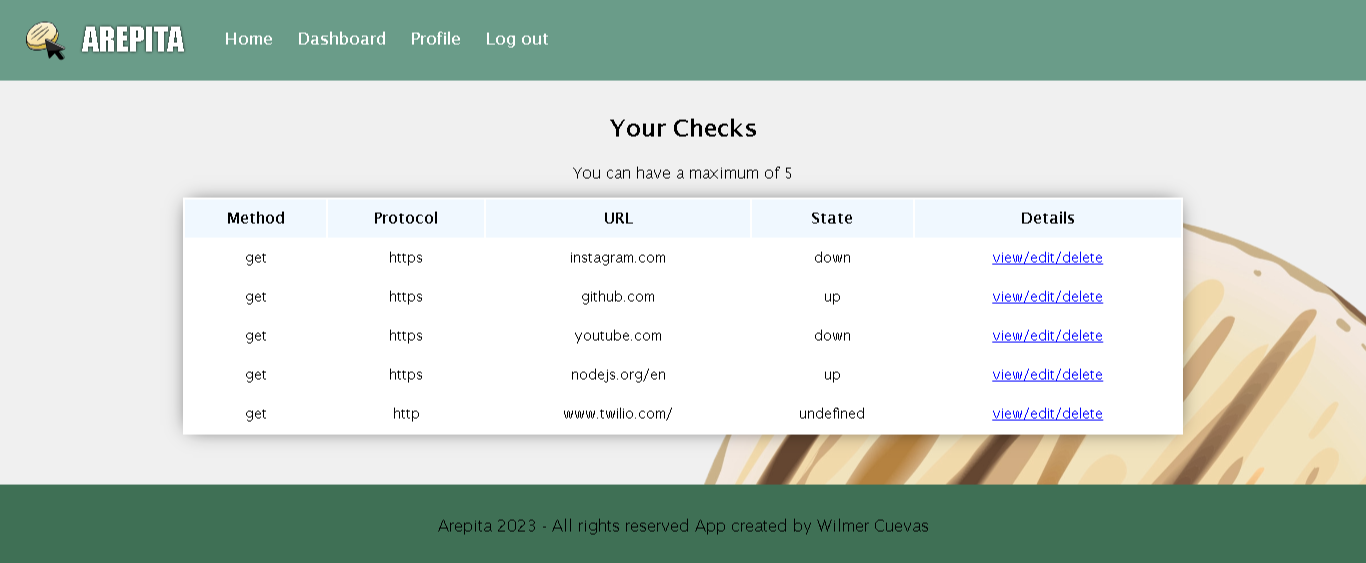 AREPITA Home Dashboard Profile Log out
Your Checks
You can have a maximum of 5
Method Protocol URL State Details
get https instagram.com down view/edit/delete
get https github.com up view/edit/delete
get https youtube.com down view/edit/delete
get https nodejs.org/en up view/edit/delete
get http www.twilio.com/ undefined view/edit/delete
Arepita 2023 - All rights reserved App created by Wilmer Cuevas